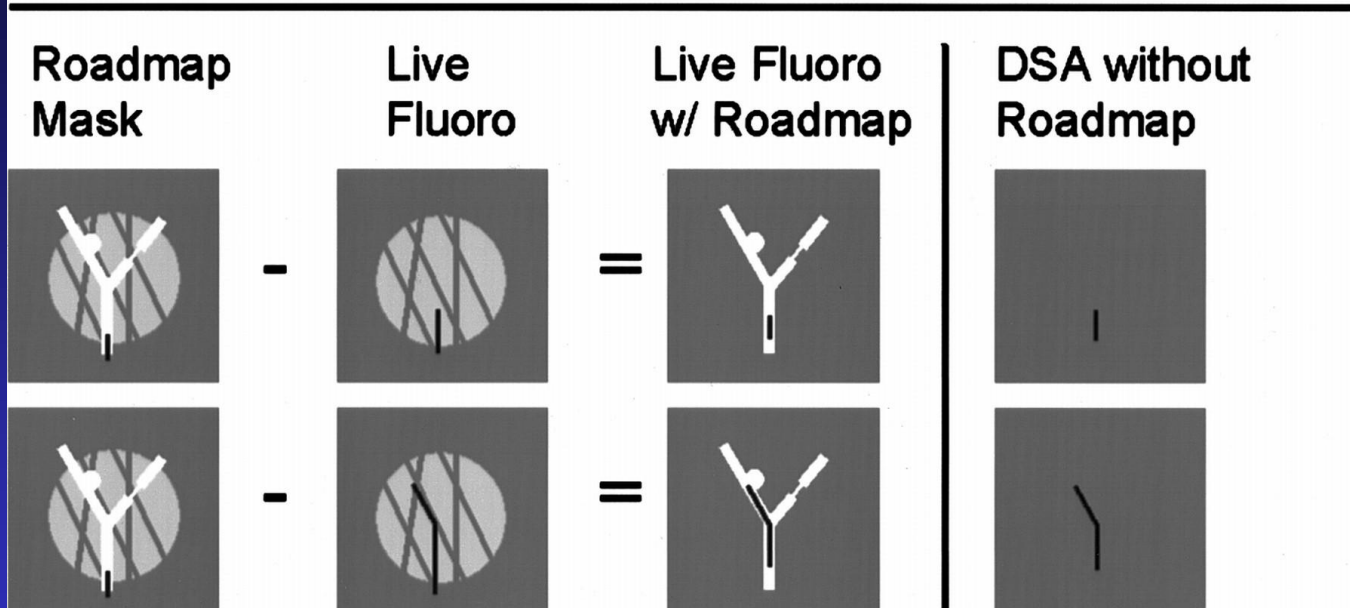 Roadmap Mask
Live Fluoro
Live Fluoro w/ Roadmap
DSA without Roadmap
- =
- =